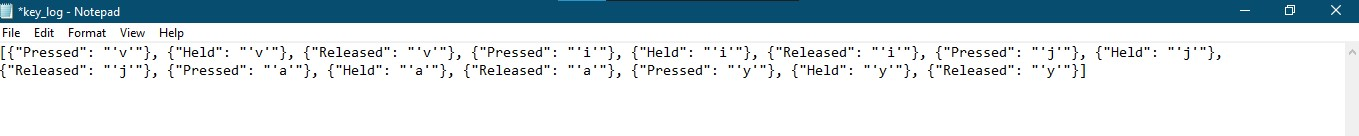 *key_log - Notepad
File Edit Format View Help
[{"Pressed": "'v'"}, {"Held": "'v'"}, {"Released": "'v'"}, {"Pressed": "'i'"}, {"Held": "'i'"}, {"Released": "'i'"}, {"Pressed": "'j'"}, {"Held": "'j'"},
{"Released": "'j'"}, {"Pressed": "'a'"}, {"Held": "'a'"}, {"Released": "'a'"}, {"Pressed": "'y'"}, {"Held": "'y'"}, {"Released": "'y'"}]